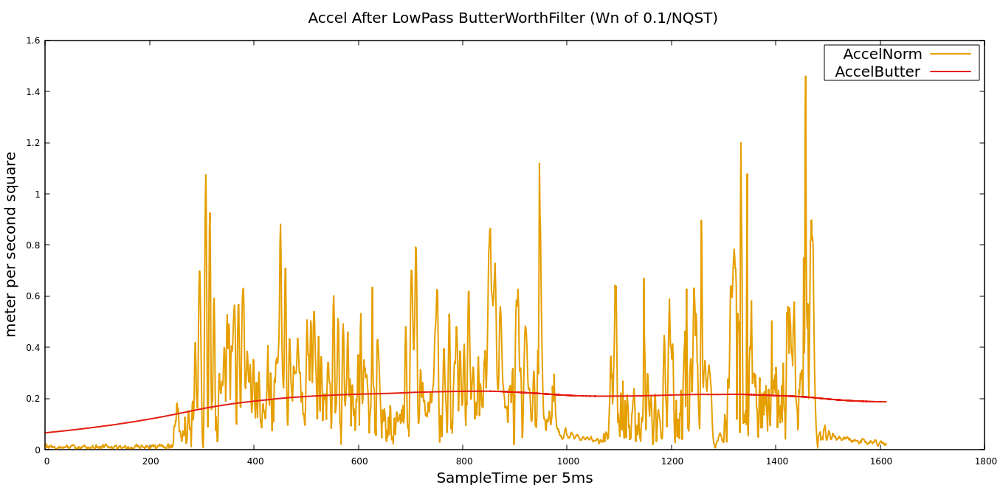 Accel After LowPass ButterWorthFilter (Wn of 0.1/NQST)
AccelNorm
AccelButter
meter per second square
1.6
1.4
1.2
1
0.8
0.6
0.4
0.2
0
0 200 400 600 800 1000 1200 1400 1600 1800
SampleTime per 5ms